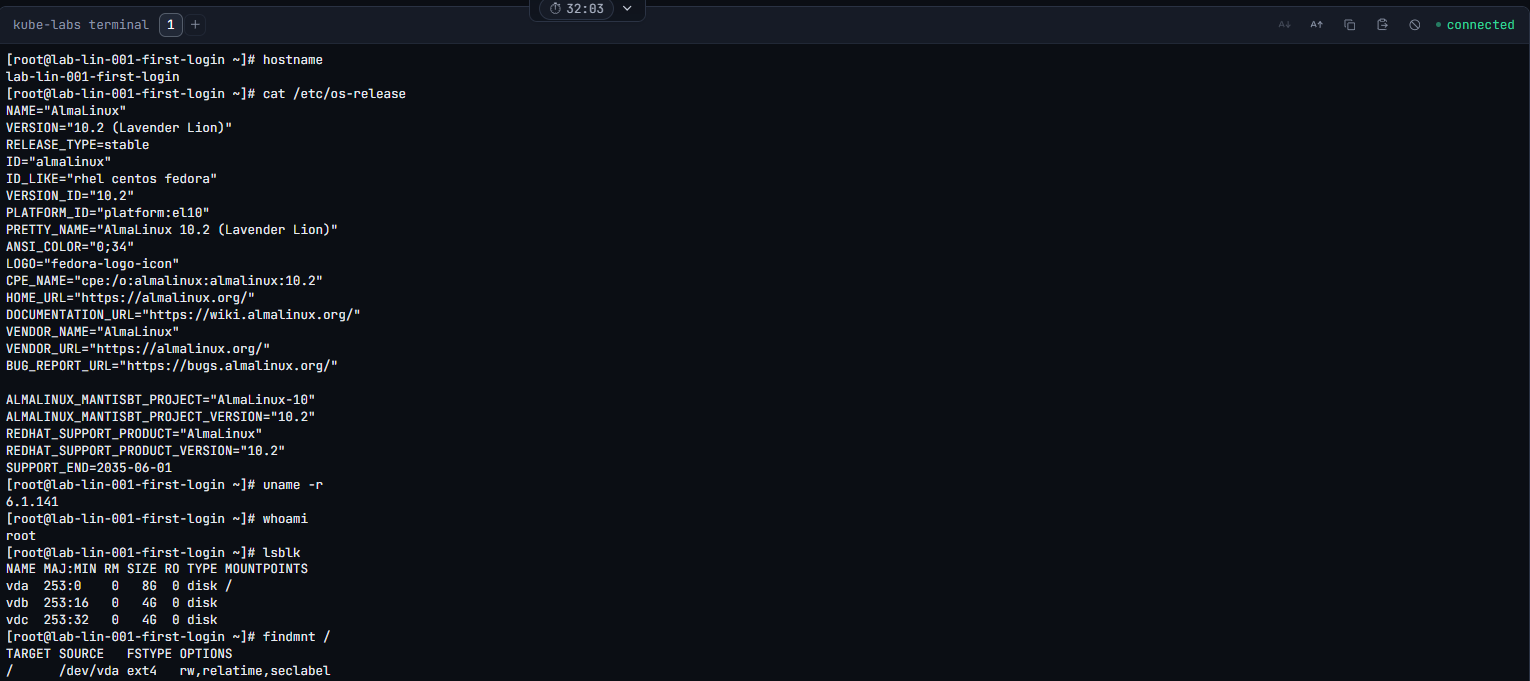 32:03
kube-labs terminal 1 +
A↓ A↑ connected
[root@lab-lin-001-first-login ~]# hostname
lab-lin-001-first-login
[root@lab-lin-001-first-login ~]# cat /etc/os-release
NAME="AlmaLinux"
VERSION="10.2 (Lavender Lion)"
RELEASE_TYPE=stable
ID="almalinux"
ID_LIKE="rhel centos fedora"
VERSION_ID="10.2"
PLATFORM_ID="platform:el10"
PRETTY_NAME="AlmaLinux 10.2 (Lavender Lion)"
ANSI_COLOR="0;34"
LOGO="fedora-logo-icon"
CPE_NAME="cpe:/o:almalinux:almalinux:10.2"
HOME_URL="https://almalinux.org/"
DOCUMENTATION_URL="https://wiki.almalinux.org/"
VENDOR_NAME="AlmaLinux"
VENDOR_URL="https://almalinux.org/"
BUG_REPORT_URL="https://bugs.almalinux.org/"

ALMALINUX_MANTISBT_PROJECT="AlmaLinux-10"
ALMALINUX_MANTISBT_PROJECT_VERSION="10.2"
REDHAT_SUPPORT_PRODUCT="AlmaLinux"
REDHAT_SUPPORT_PRODUCT_VERSION="10.2"
SUPPORT_END=2035-06-01
[root@lab-lin-001-first-login ~]# uname -r
6.1.141
[root@lab-lin-001-first-login ~]# whoami
root
[root@lab-lin-001-first-login ~]# lsblk
NAME MAJ:MIN RM SIZE RO TYPE MOUNTPOINTS
vda  253:0    0   8G  0 disk /
vdb  253:16   0   4G  0 disk
vdc  253:32   0   4G  0 disk
[root@lab-lin-001-first-login ~]# findmnt /
TARGET SOURCE   FSTYPE OPTIONS
/      /dev/vda ext4   rw,relatime,seclabel